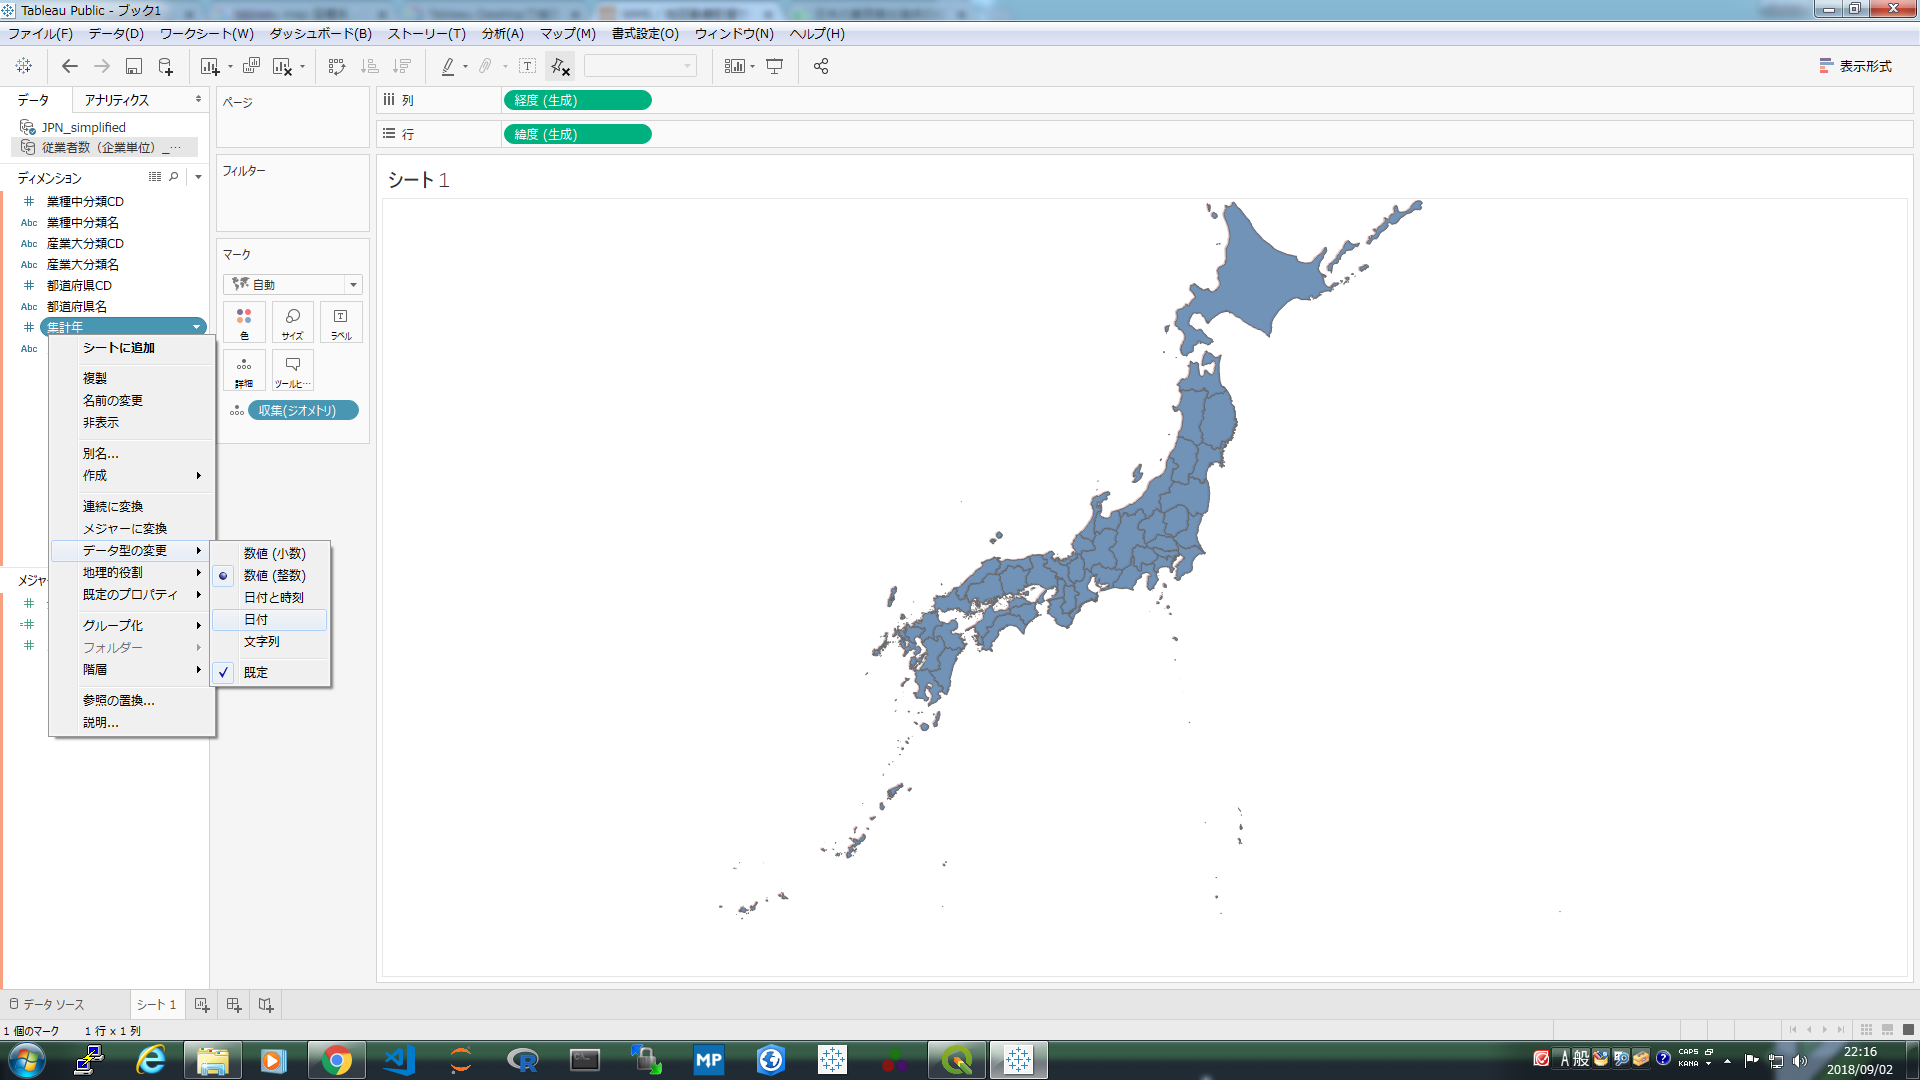 Tableau Public - ブック1
ファイル(F) データ(D) ワークシート(W) ダッシュボード(B) ストーリー(T) 分析(A) マップ(M) 書式設定(O) ウィンドウ(N) ヘルプ(H)
表示形式
データ アナリティクス
JPN_simplified
従業者数（企業単位）_…
ディメンション
# 業種中分類CD
Abc 業種中分類名
Abc 産業大分類CD
Abc 産業大分類名
# 都道府県CD
Abc 都道府県名
# 集計年
Abc
シートに追加
複製
名前の変更
非表示
別名...
作成
連続に変換
メジャーに変換
データ型の変更
地理的役割
既定のプロパティ
グループ化
フォルダー
階層
参照の置換...
説明...
数値 (小数)
数値 (整数)
日付と時刻
日付
文字列
既定
メジャ
#
=#
#
ページ
フィルター
マーク
自動
色 サイズ ラベル
詳細 ツールヒ…
収集(ジオメトリ)
列 経度 (生成)
行 緯度 (生成)
シート 1
データ ソース シート 1
1 個のマーク 1 行 x 1 列
MP
R
A 般
CAPS
KANA
22:16
2018/09/02